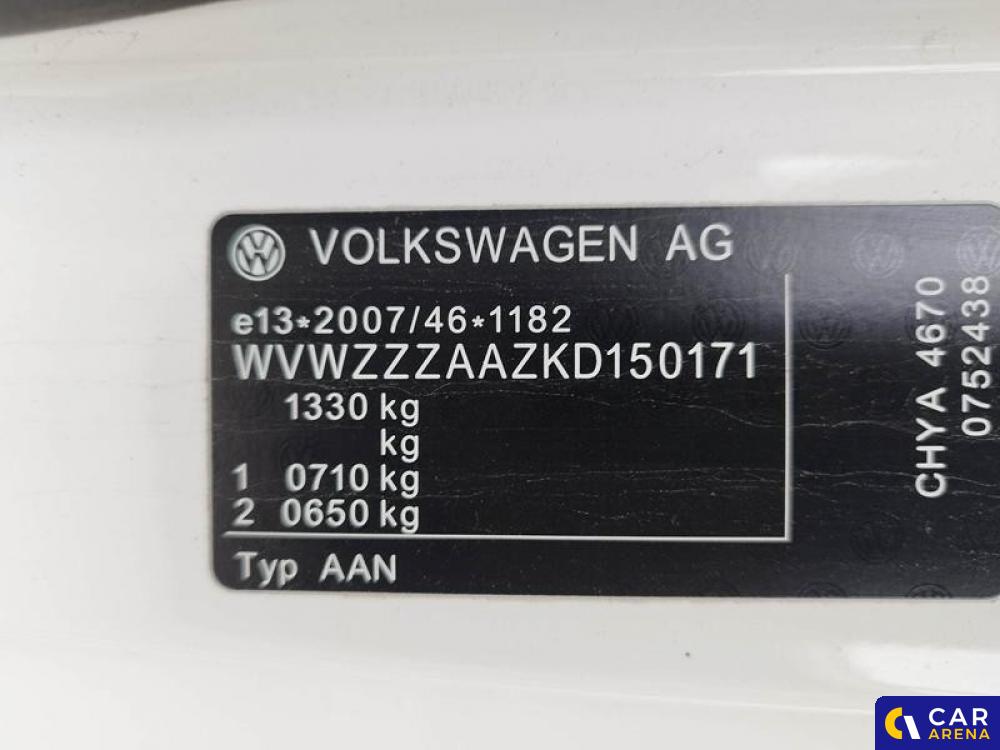 VOLKSWAGEN AG
e13*2007/46*1182
WVWZZZAAZKD150171
1330 kg
kg
1 0710 kg
2 0650 kg
Typ AAN
CHYA 4670
0752438
CAR
ARENA